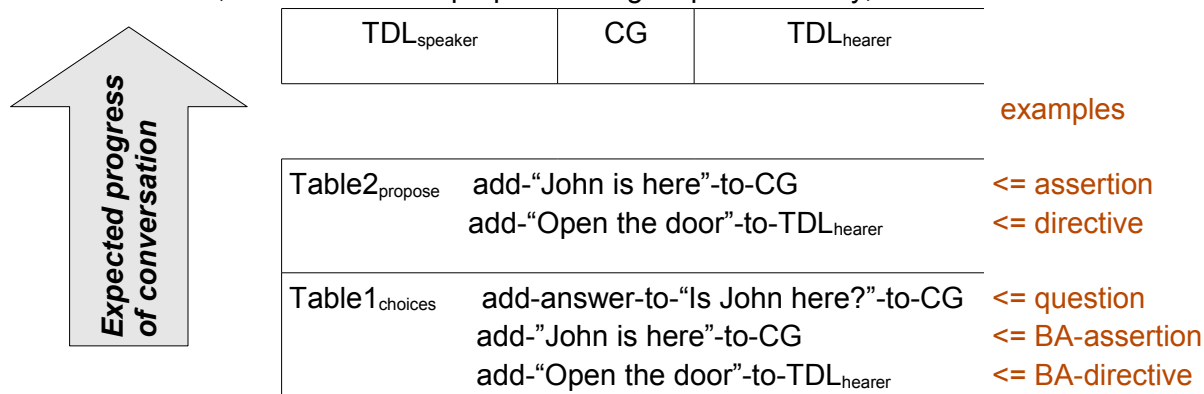 TDLspeaker CG TDLhearer
examples
Expected progress
of conversation
Table2propose add-“John is here”-to-CG <= assertion
add-“Open the door”-to-TDLhearer <= directive
Table1choices add-answer-to-“Is John here?”-to-CG <= question
add-”John is here”-to-CG <= BA-assertion
add-“Open the door”-to-TDLhearer <= BA-directive